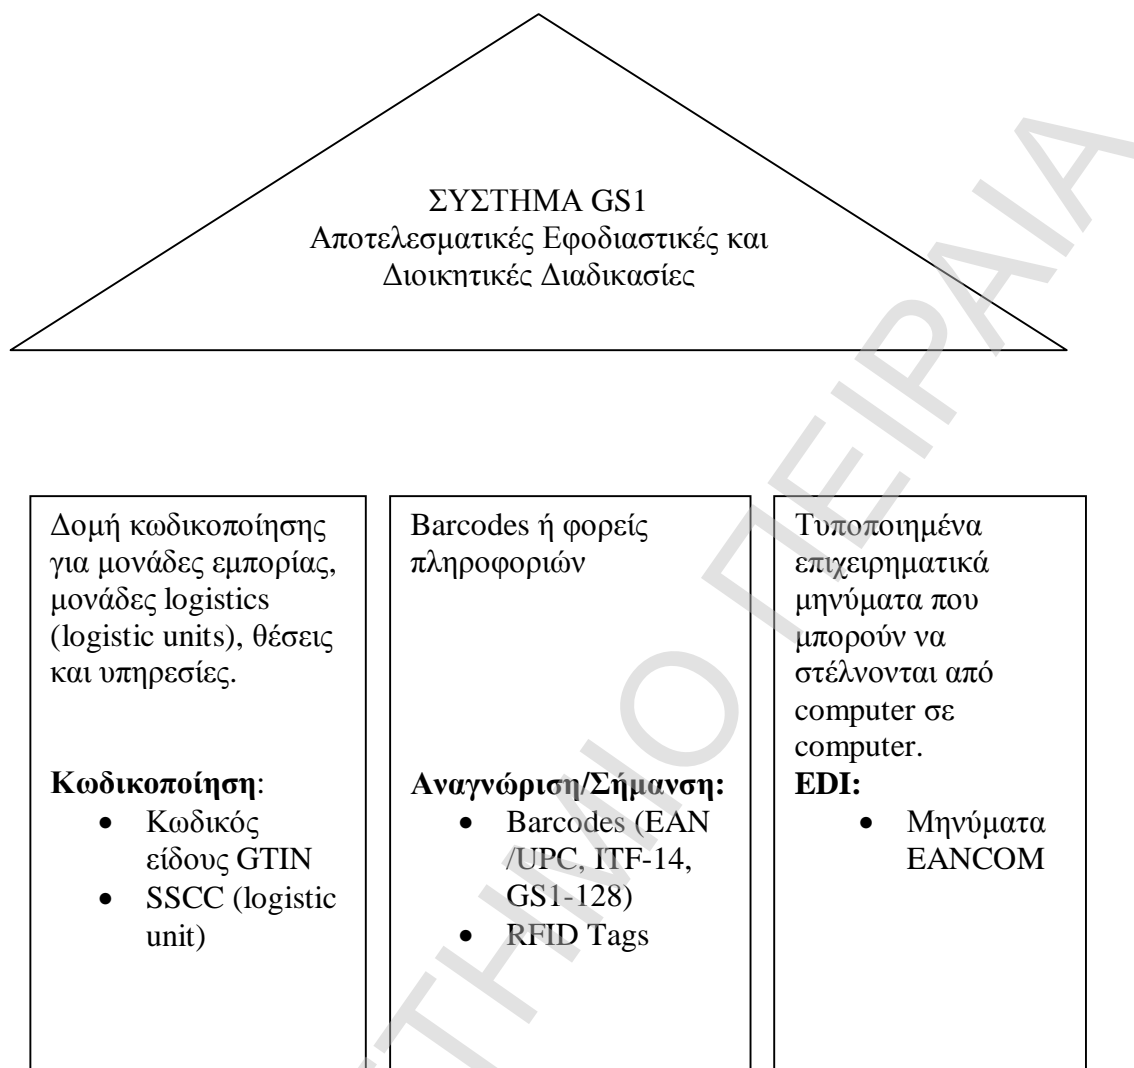 ΣΥΣΤΗΜΑ GS1
Αποτελεσματικές Εφοδιαστικές και
Διοικητικές Διαδικασίες
Δομή κωδικοποίησης
για μονάδες εμπορίας,
μονάδες logistics
(logistic units), θέσεις
και υπηρεσίες.
Κωδικοποίηση:
• Κωδικός
είδους GTIN
• SSCC (logistic
unit)
Barcodes ή φορείς
πληροφοριών
Αναγνώριση/Σήμανση:
• Barcodes (EAN
/UPC, ITF-14,
GS1-128)
• RFID Tags
Τυποποιημένα
επιχειρηματικά
μηνύματα που
μπορούν να
στέλνονται από
computer σε
computer.
EDI:
• Μηνύματα
EANCOM
ΠΕΙΡΑΙΑ